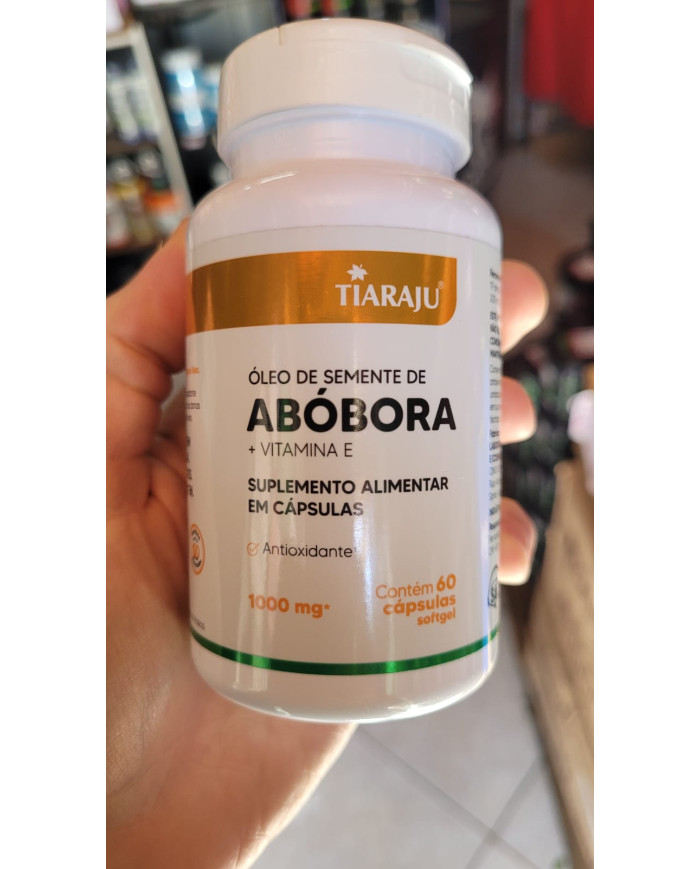 TIARAJU®
ÓLEO DE SEMENTE DE
ABÓBORA
+ VITAMINA E
SUPLEMENTO ALIMENTAR
EM CÁPSULAS
Antioxidante
1000 mg*
Contém 60
cápsulas
softgel